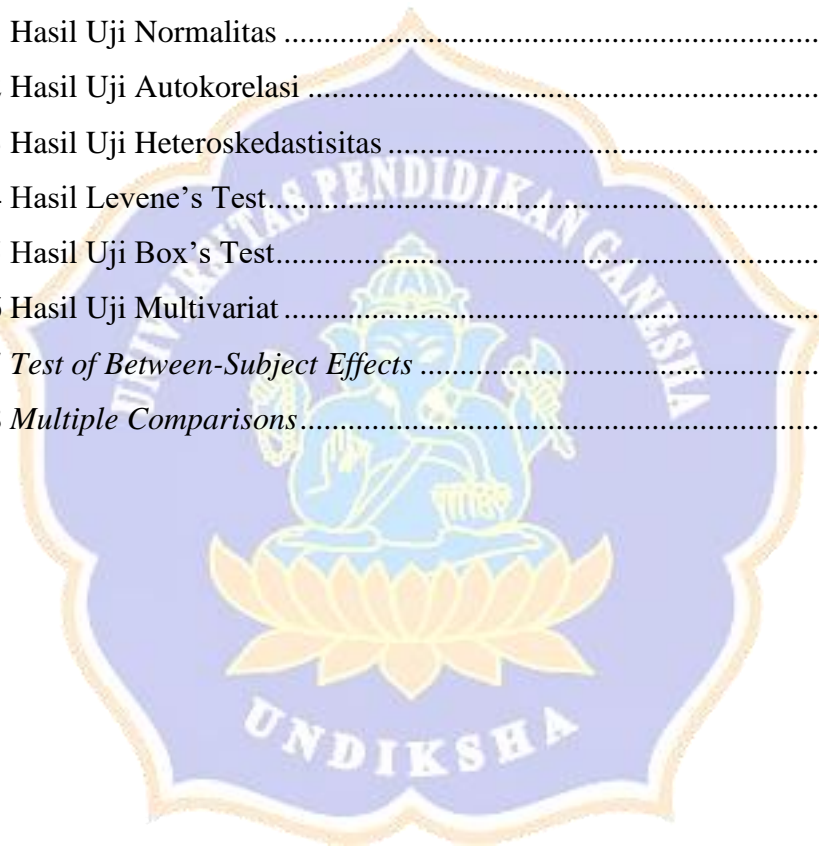 Hasil Uji Normalitas ................................................................
Hasil Uji Autokorelasi ................................................................
Hasil Uji Heteroskedastisitas ......................................................
Hasil Levene’s Test.....................................................................
Hasil Uji Box’s Test....................................................................
Hasil Uji Multivariat ...................................................................
Test of Between-Subject Effects ..................................................
Multiple Comparisons.................................................................
UNIVERSITAS PENDIDIKAN GANESHA
UNDIKSHA